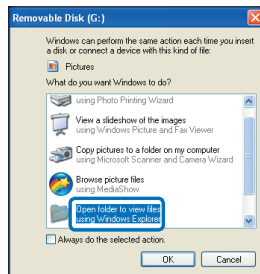 Removable Disk (G:)
Windows can perform the same action each time you insert
a disk or connect a device with this kind of file:
Pictures
What do you want Windows to do?
using Photo Printing Wizard
View a slideshow of the images
using Windows Picture and Fax Viewer
Copy pictures to a folder on my computer
using Microsoft Scanner and Camera Wizard
Browse picture files
using MediaShow
Open folder to view files
using Windows Explorer
Always do the selected action.
OK Cancel